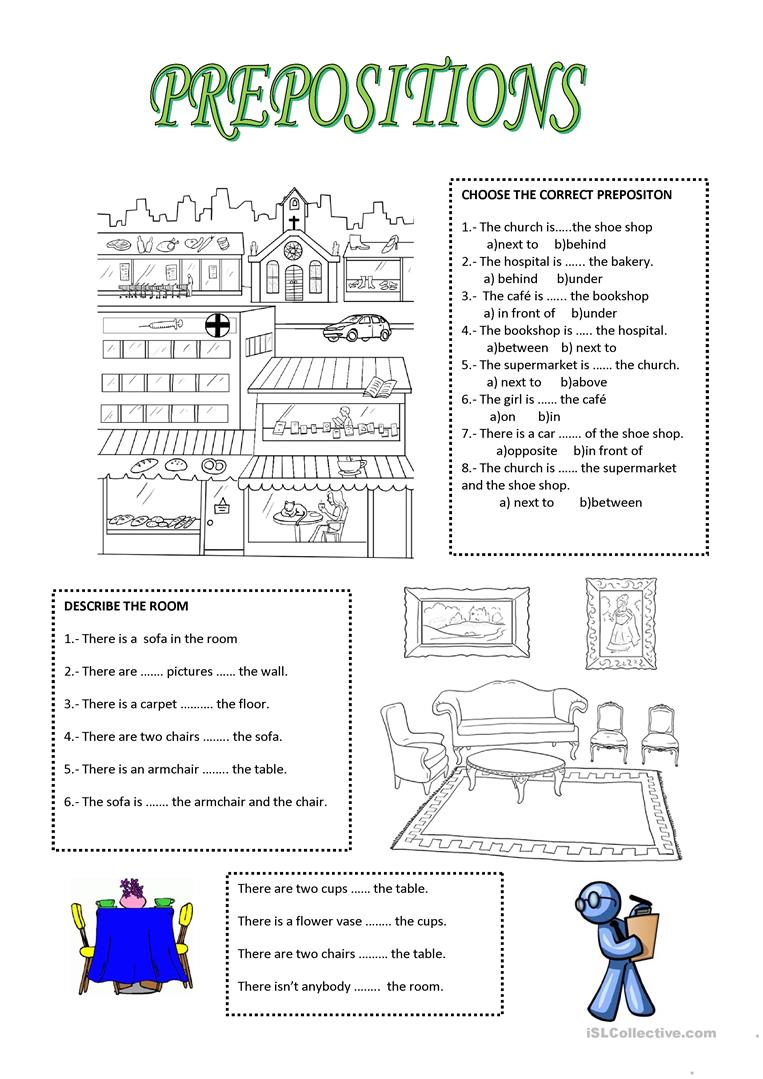 PREPOSITIONS
CHOOSE THE CORRECT PREPOSITON
1.- The church is.....the shoe shop
a)next to b)behind
2.- The hospital is ...... the bakery.
a) behind b)under
3.- The café is ...... the bookshop
a) in front of b)under
4.- The bookshop is ..... the hospital.
a)between b) next to
5.- The supermarket is ...... the church.
a) next to b)above
6.- The girl is ...... the café
a)on b)in
7.- There is a car ....... of the shoe shop.
a)opposite b)in front of
8.- The church is ...... the supermarket
and the shoe shop.
a) next to b)between
DESCRIBE THE ROOM
1.- There is a sofa in the room
2.- There are ....... pictures ...... the wall.
3.- There is a carpet .......... the floor.
4.- There are two chairs ........ the sofa.
5.- There is an armchair ........ the table.
6.- The sofa is ....... the armchair and the chair.
There are two cups ...... the table.
There is a flower vase ........ the cups.
There are two chairs ......... the table.
There isn't anybody ........ the room.
iSLCollective.com